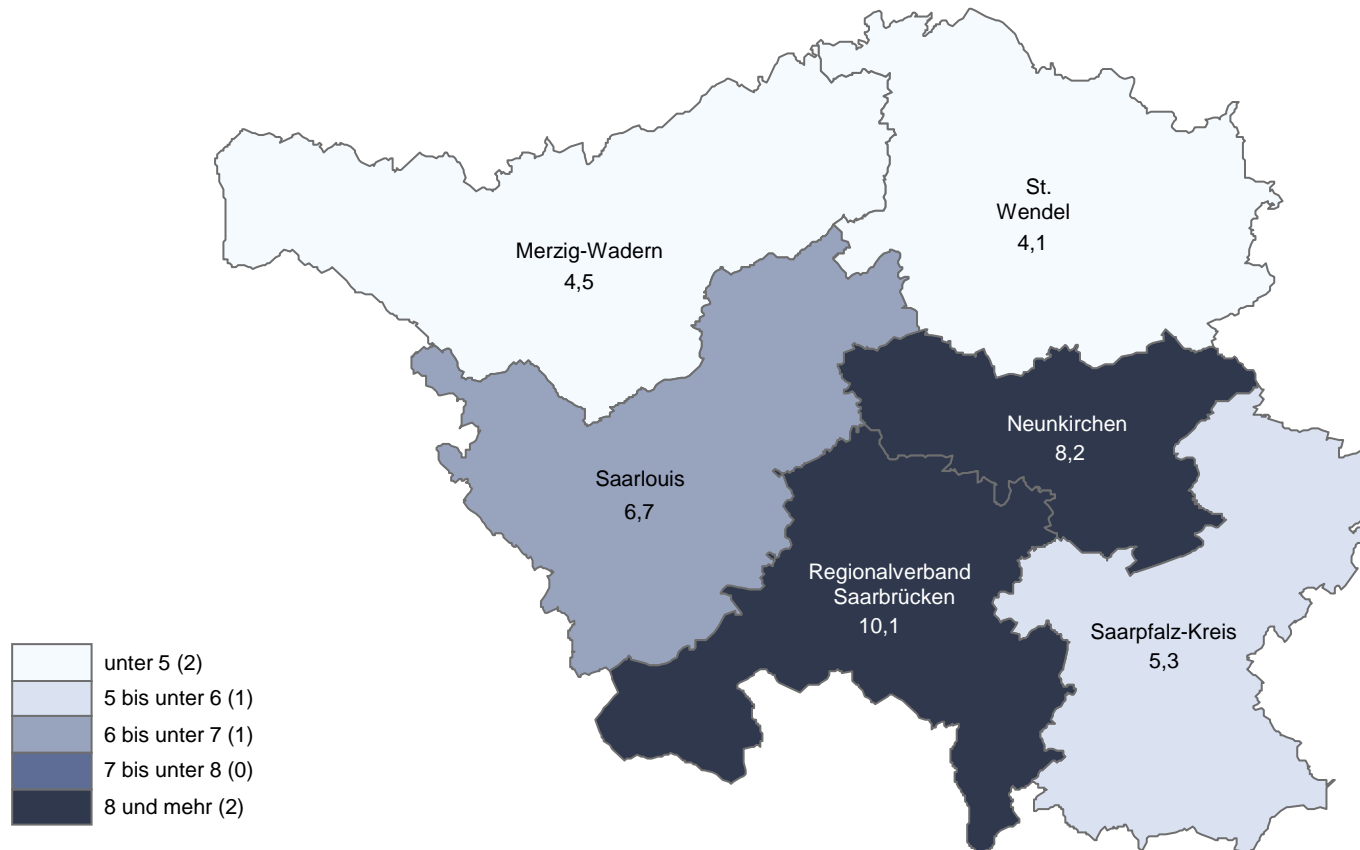 St.
Wendel
4,1
Merzig-Wadern
4,5
Neunkirchen
8,2
Saarlouis
6,7
Regionalverband
Saarbrücken
10,1
Saarpfalz-Kreis
5,3
unter 5 (2)
5 bis unter 6 (1)
6 bis unter 7 (1)
7 bis unter 8 (0)
8 und mehr (2)